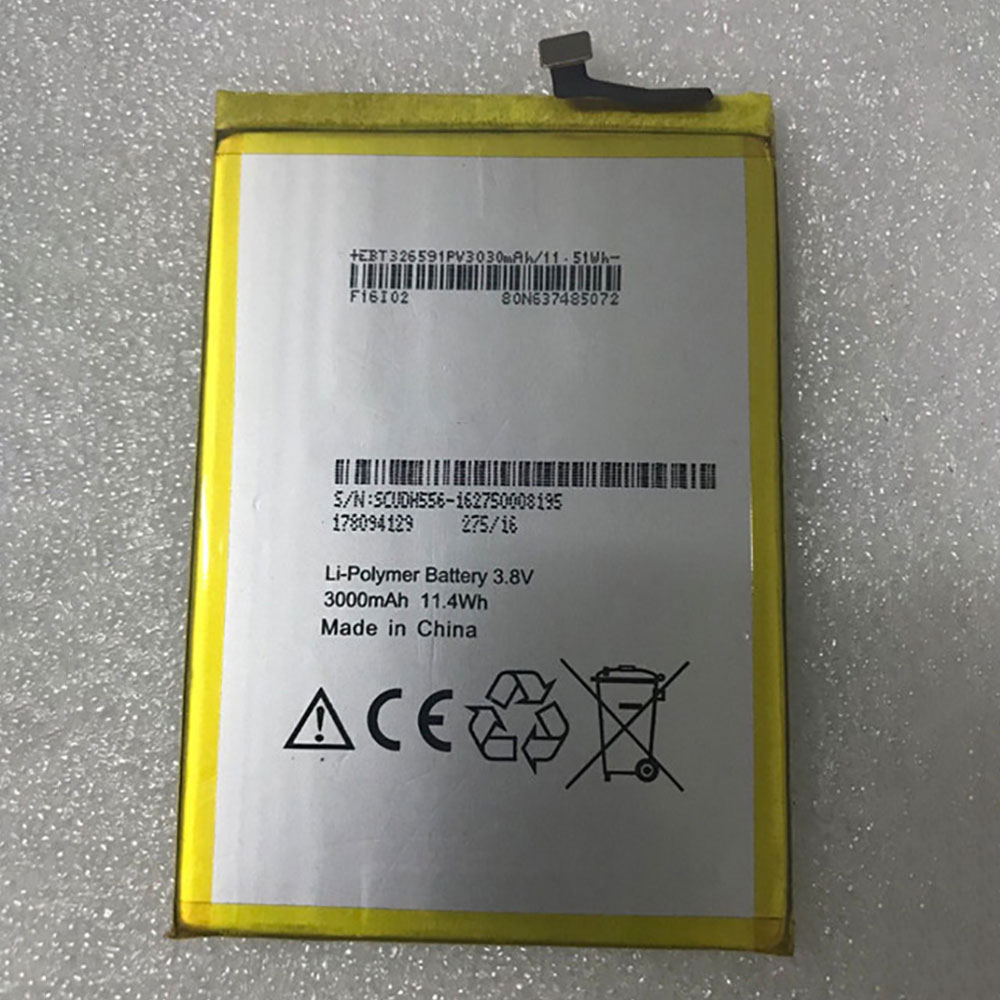 +EBT326591PV3030mAh/11.51Wh-
F16I02 80N637485072
S/N:SCUDH556-162750008195
178094129 275/16
Li-Polymer Battery 3.8V
3000mAh 11.4Wh
Made in China
CE